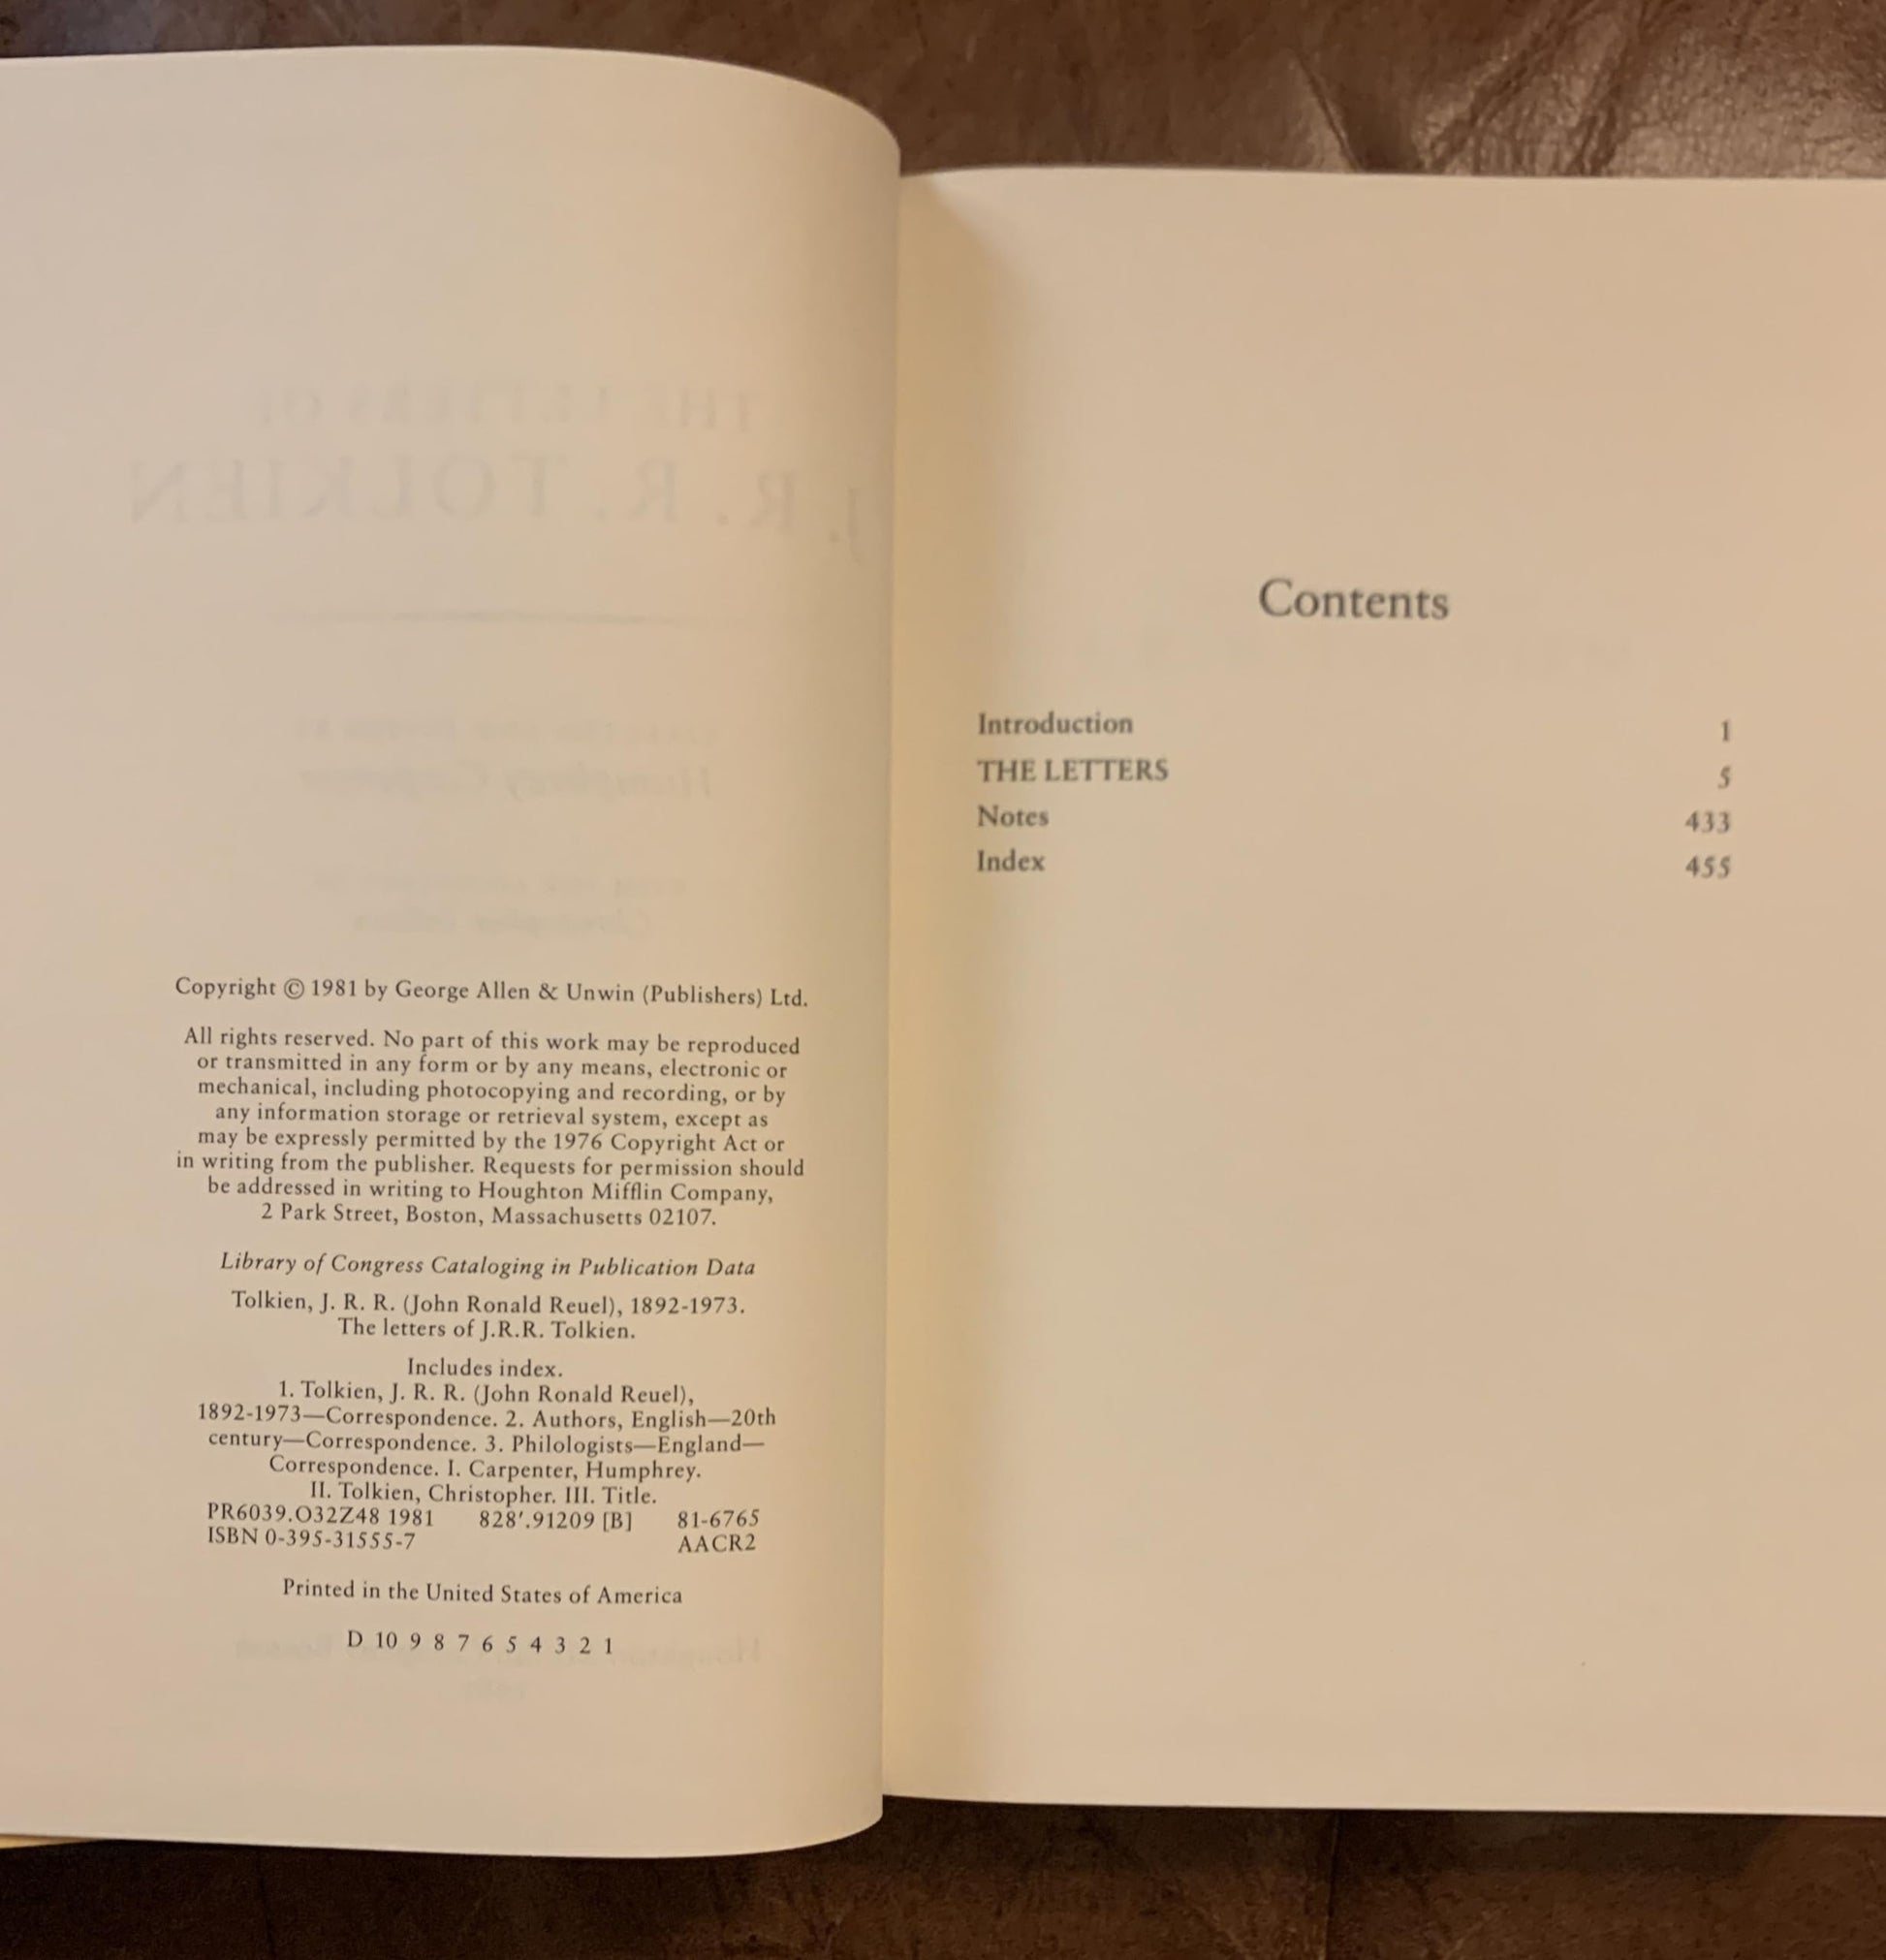 THE LETTERS OF
J. R. R. TOLKIEN
Humphrey Carpenter
Copyright © 1981 by George Allen & Unwin (Publishers) Ltd.
All rights reserved. No part of this work may be reproduced
or transmitted in any form or by any means, electronic or
mechanical, including photocopying and recording, or by
any information storage or retrieval system, except as
may be expressly permitted by the 1976 Copyright Act or
in writing from the publisher. Requests for permission should
be addressed in writing to Houghton Mifflin Company,
2 Park Street, Boston, Massachusetts 02107.
Library of Congress Cataloging in Publication Data
Tolkien, J. R. R. (John Ronald Reuel), 1892-1973.
The letters of J.R.R. Tolkien.
Includes index.
1. Tolkien, J. R. R. (John Ronald Reuel),
1892-1973—Correspondence. 2. Authors, English—20th
century—Correspondence. 3. Philologists—England—
Correspondence. I. Carpenter, Humphrey.
II. Tolkien, Christopher. III. Title.
PR6039.O32Z48 1981 828′.91209 [B] 81-6765
ISBN 0-395-31555-7 AACR2
Printed in the United States of America
D 10 9 8 7 6 5 4 3 2 1
Contents
Introduction 1
THE LETTERS 5
Notes 433
Index 455